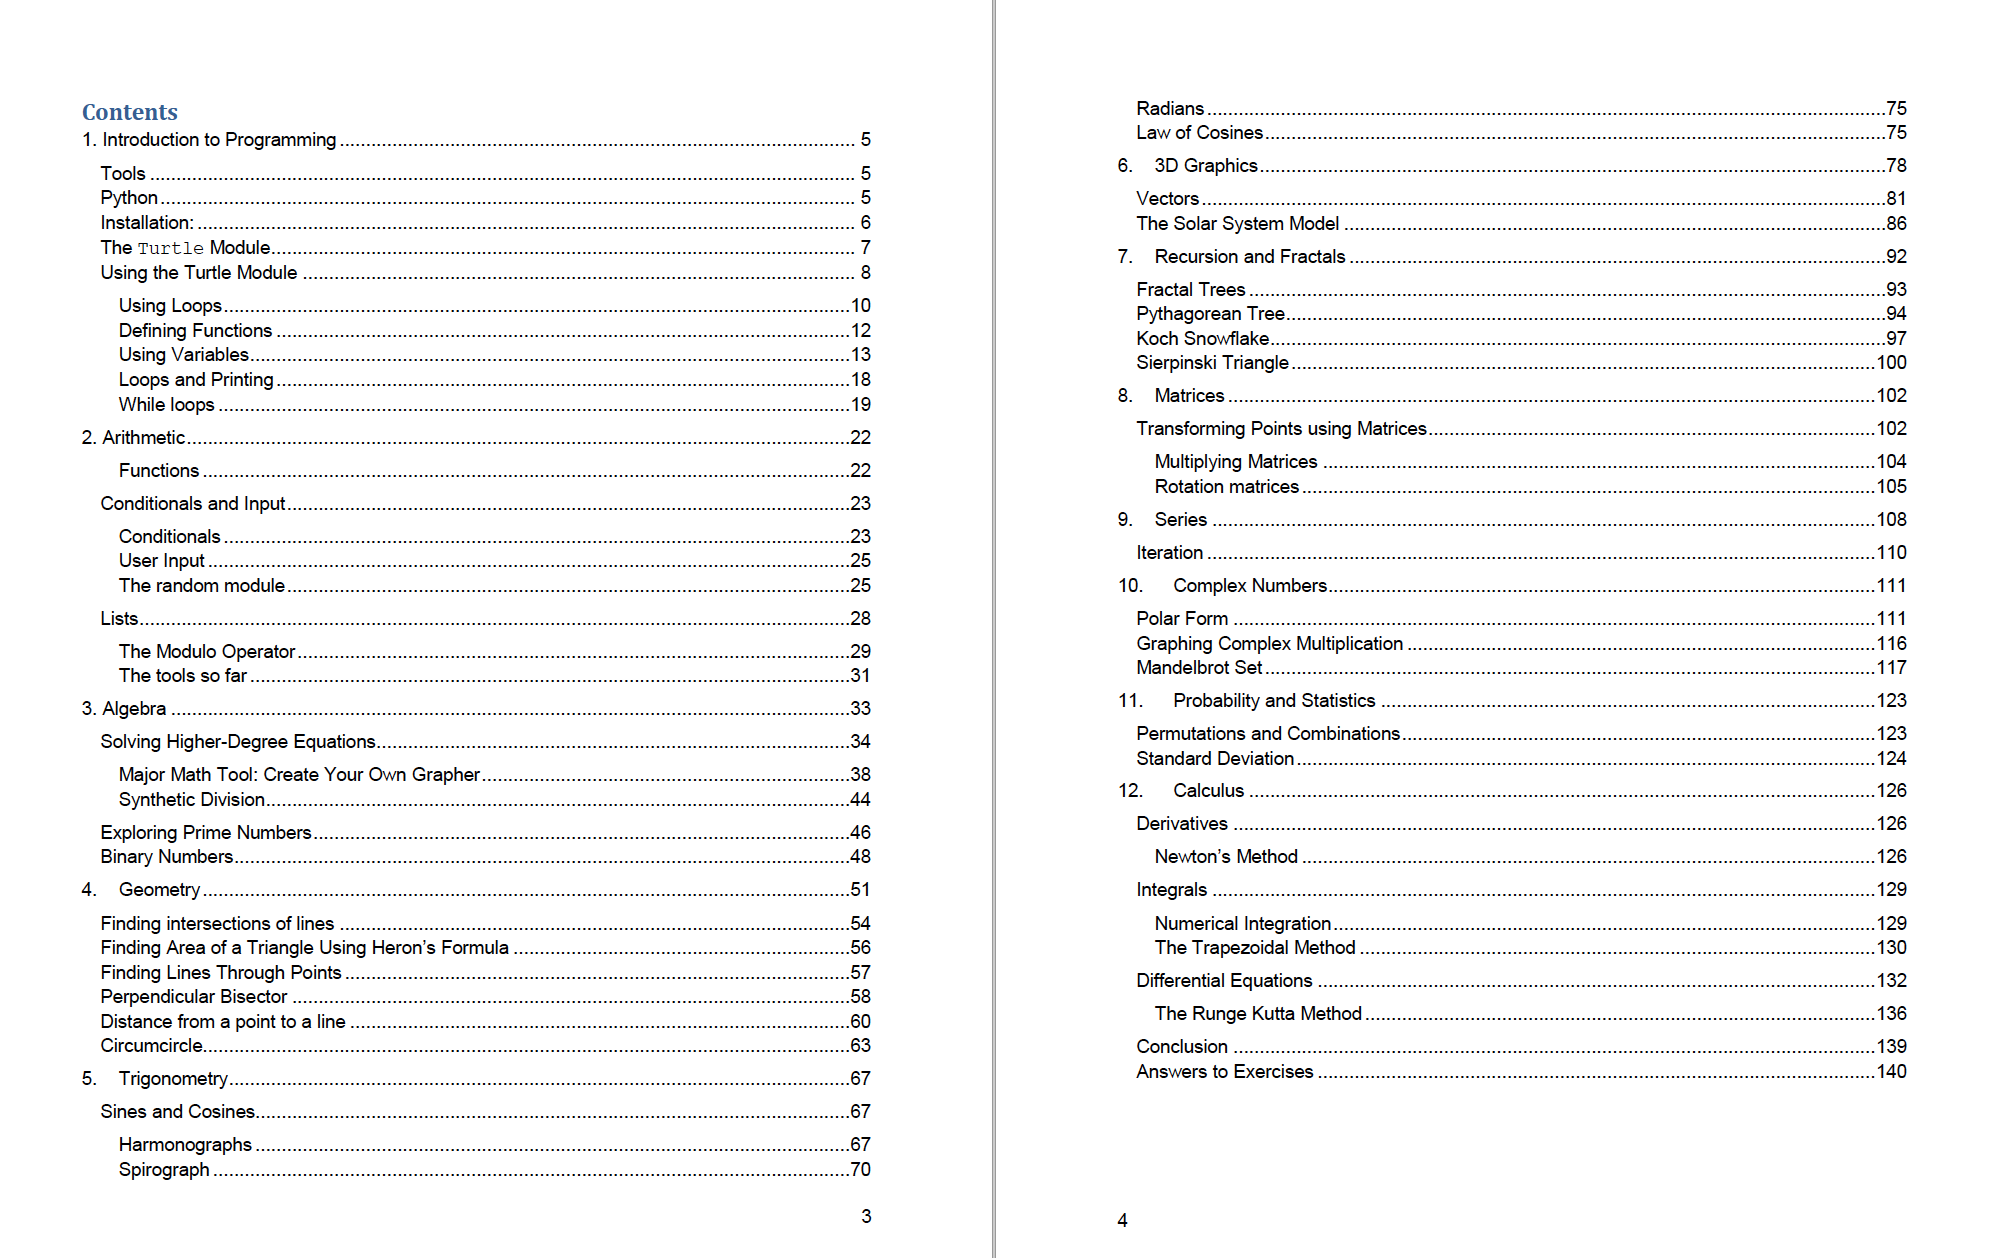 Contents
1. Introduction to Programming ........ 5
Tools ........ 5
Python ........ 5
Installation: ........ 6
The Turtle Module ........ 7
Using the Turtle Module ........ 8
Using Loops ........ 10
Defining Functions ........ 12
Using Variables ........ 13
Loops and Printing ........ 18
While loops ........ 19
2. Arithmetic ........ 22
Functions ........ 22
Conditionals and Input ........ 23
Conditionals ........ 23
User Input ........ 25
The random module ........ 25
Lists ........ 28
The Modulo Operator ........ 29
The tools so far ........ 31
3. Algebra ........ 33
Solving Higher-Degree Equations ........ 34
Major Math Tool: Create Your Own Grapher ........ 38
Synthetic Division ........ 44
Exploring Prime Numbers ........ 46
Binary Numbers ........ 48
4. Geometry ........ 51
Finding intersections of lines ........ 54
Finding Area of a Triangle Using Heron’s Formula ........ 56
Finding Lines Through Points ........ 57
Perpendicular Bisector ........ 58
Distance from a point to a line ........ 60
Circumcircle ........ 63
5. Trigonometry ........ 67
Sines and Cosines ........ 67
Harmonographs ........ 67
Spirograph ........ 70
3
Radians ........ 75
Law of Cosines ........ 75
6. 3D Graphics ........ 78
Vectors ........ 81
The Solar System Model ........ 86
7. Recursion and Fractals ........ 92
Fractal Trees ........ 93
Pythagorean Tree ........ 94
Koch Snowflake ........ 97
Sierpinski Triangle ........ 100
8. Matrices ........ 102
Transforming Points using Matrices ........ 102
Multiplying Matrices ........ 104
Rotation matrices ........ 105
9. Series ........ 108
Iteration ........ 110
10. Complex Numbers ........ 111
Polar Form ........ 111
Graphing Complex Multiplication ........ 116
Mandelbrot Set ........ 117
11. Probability and Statistics ........ 123
Permutations and Combinations ........ 123
Standard Deviation ........ 124
12. Calculus ........ 126
Derivatives ........ 126
Newton’s Method ........ 126
Integrals ........ 129
Numerical Integration ........ 129
The Trapezoidal Method ........ 130
Differential Equations ........ 132
The Runge Kutta Method ........ 136
Conclusion ........ 139
Answers to Exercises ........ 140
4